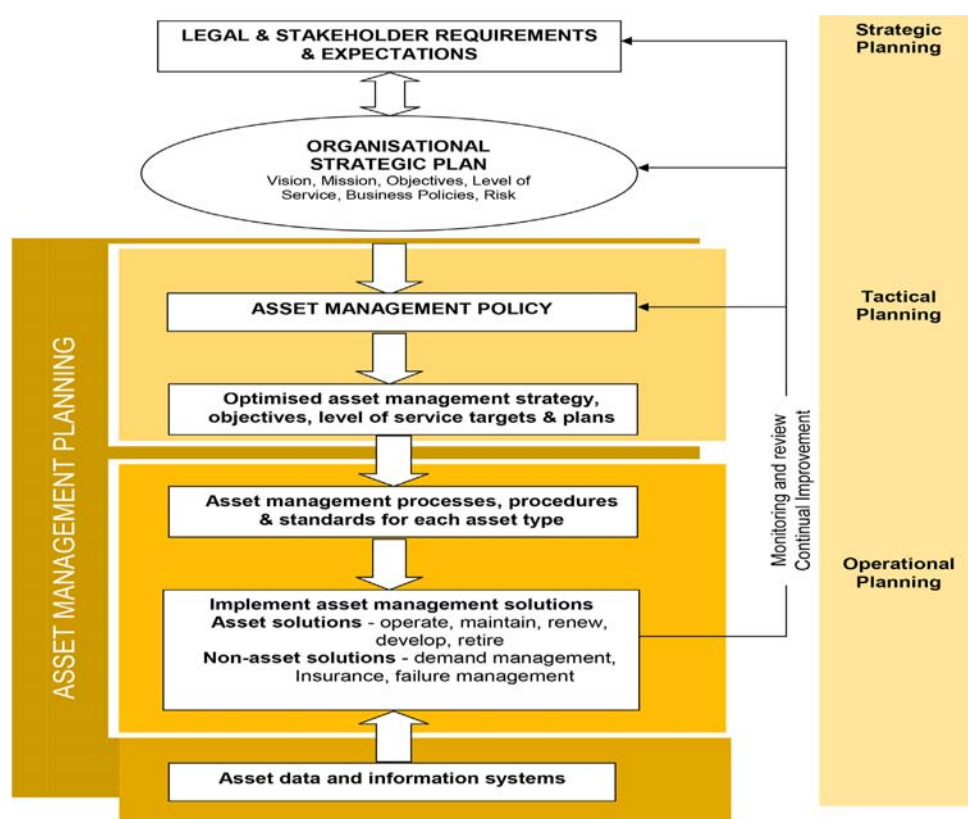 LEGAL & STAKEHOLDER REQUIREMENTS
& EXPECTATIONS
Strategic
Planning
ORGANISATIONAL
STRATEGIC PLAN
Vision, Mission, Objectives, Level of
Service, Business Policies, Risk
ASSET MANAGEMENT POLICY
Tactical
Planning
Optimised asset management strategy,
objectives, level of service targets & plans
Asset management processes, procedures
& standards for each asset type
Implement asset management solutions
Asset solutions - operate, maintain, renew,
develop, retire
Non-asset solutions - demand management,
Insurance, failure management
Operational
Planning
Asset data and information systems
ASSET MANAGEMENT PLANNING
Monitoring and review
Continual Improvement